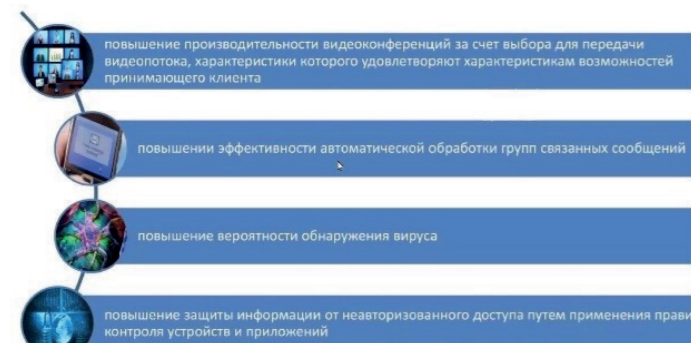 повышение производительности видеоконференций за счет выбора для передачи
видеопотока, характеристики которого удовлетворяют характеристикам возможностей
принимающего клиента
повышении эффективности автоматической обработки групп связанных сообщений
повышение вероятности обнаружения вируса
повышение защиты информации от неавторизованного доступа путем применения прави
контроля устройств и приложений